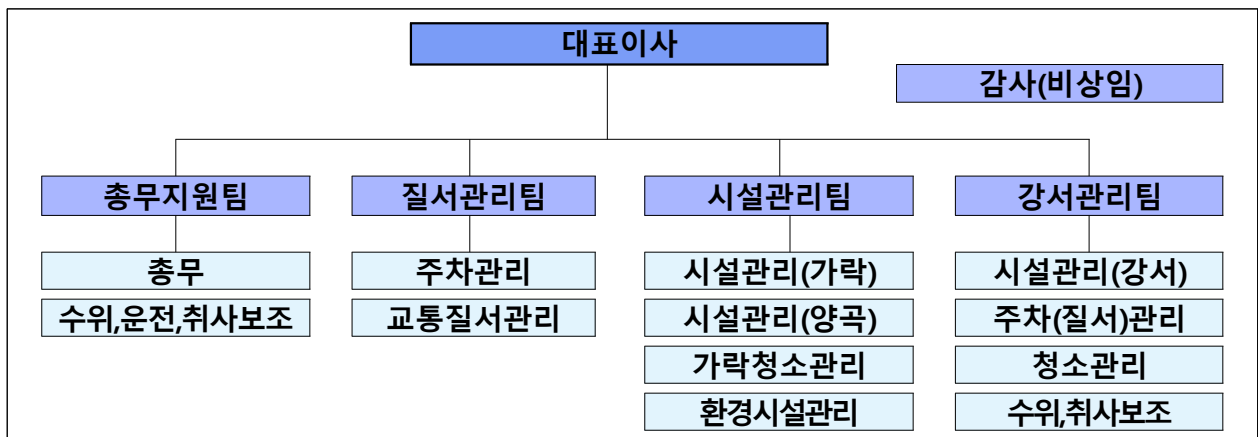 대표이사
감사(비상임)
총무지원팀
질서관리팀
시설관리팀
강서관리팀
총무
주차관리
시설관리(가락)
시설관리(강서)
수위,운전,취사보조
교통질서관리
시설관리(양곡)
주차(질서)관리
가락청소관리
청소관리
환경시설관리
수위,취사보조